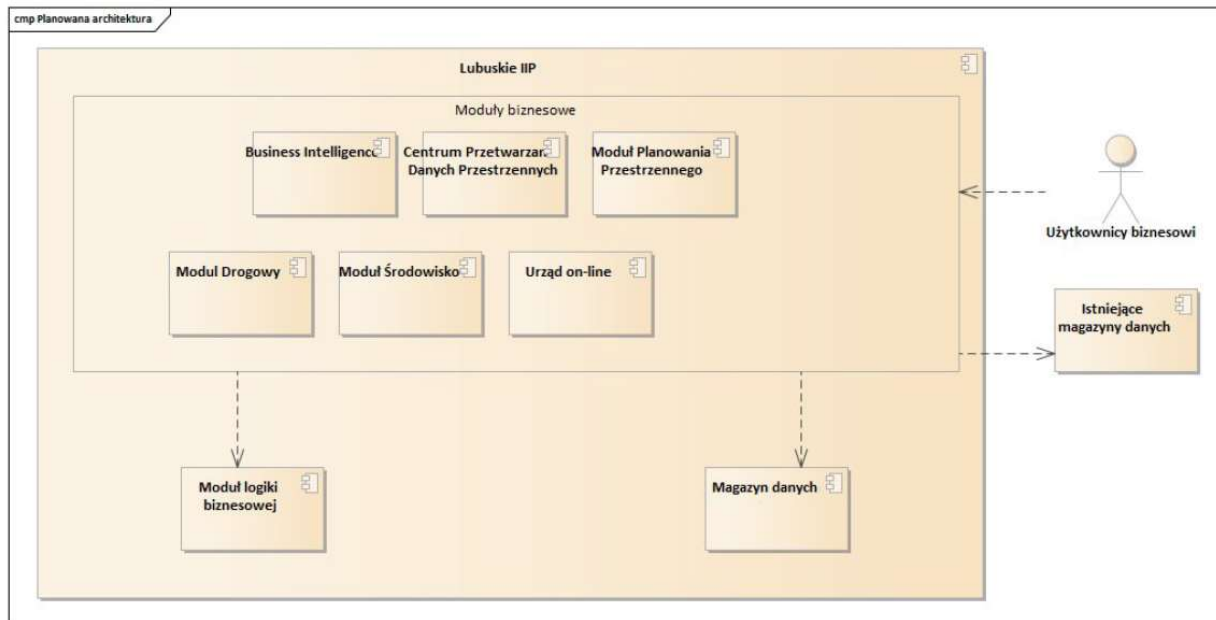 cmp Planowana architektura
Lubuskie IIP
Moduły biznesowe
Business Intelligence
Centrum Przetwarzan
Danych Przestrzennych
Moduł Planowania
Przestrzennego
Modul Drogowy
Moduł Środowisko
Urząd on-line
Użytkownicy biznesowi
Istniejące
magazyny danych
Moduł logiki
biznesowej
Magazyn danych